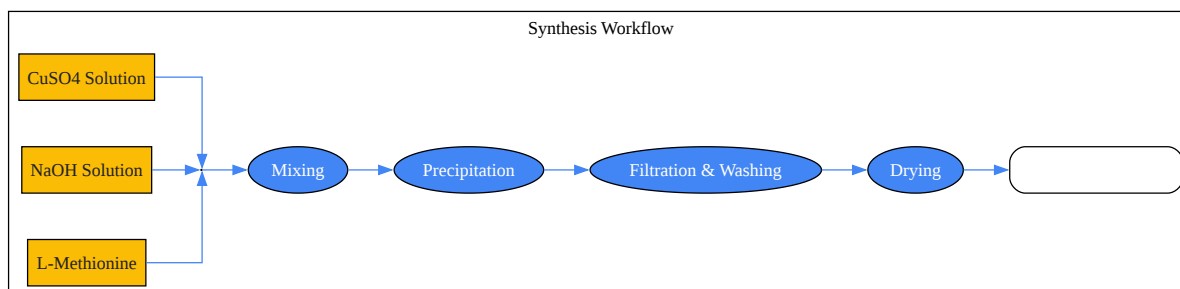 Synthesis Workflow
CuSO4 Solution
NaOH Solution
L-Methionine
Mixing
Precipitation
Filtration & Washing
Drying